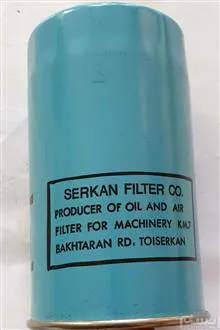 SERKAN FILTER CO.
PRODUCER OF OIL AND AIR
FILTER FOR MACHINERY KM.7
BAKHTARAN RD. TOISERKAN